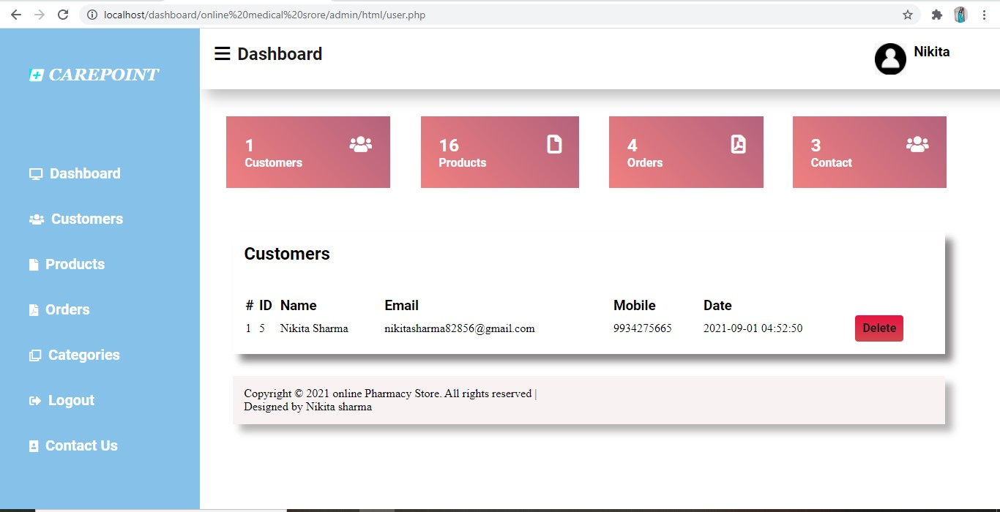 localhost/dashboard/online%20medical%20srore/admin/html/user.php
CAREPOINT
Dashboard
Customers
Products
Orders
Categories
Logout
Contact Us
Dashboard
Nikita
1
Customers
16
Products
4
Orders
3
Contact
Customers
# ID Name Email Mobile Date
1 5 Nikita Sharma nikitasharma82856@gmail.com 9934275665 2021-09-01 04:52:50 Delete
Copyright © 2021 online Pharmacy Store. All rights reserved |
Designed by Nikita sharma